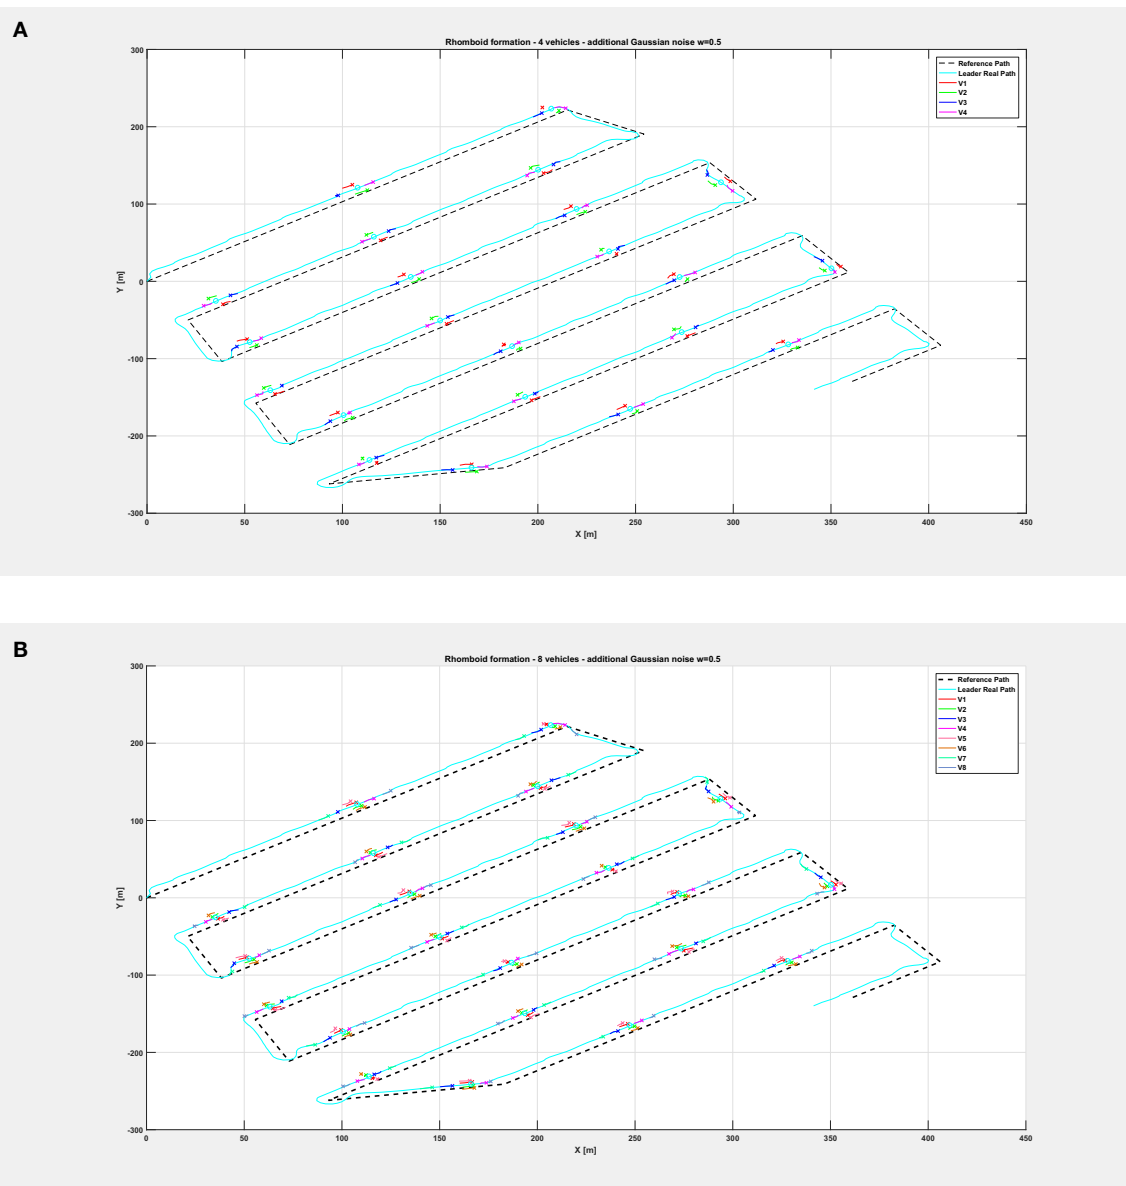 A
Rhomboid formation - 4 vehicles - additional Gaussian noise w=0.5
300
200
100
0
-100
-200
-300
Y [m]
0 50 100 150 200 250 300 350 400 450
X [m]
Reference Path
Leader Real Path
V1
V2
V3
V4
B
Rhomboid formation - 8 vehicles - additional Gaussian noise w=0.5
300
200
100
0
-100
-200
-300
Y [m]
0 50 100 150 200 250 300 350 400 450
X [m]
Reference Path
Leader Real Path
V1
V2
V3
V4
V5
V6
V7
V8